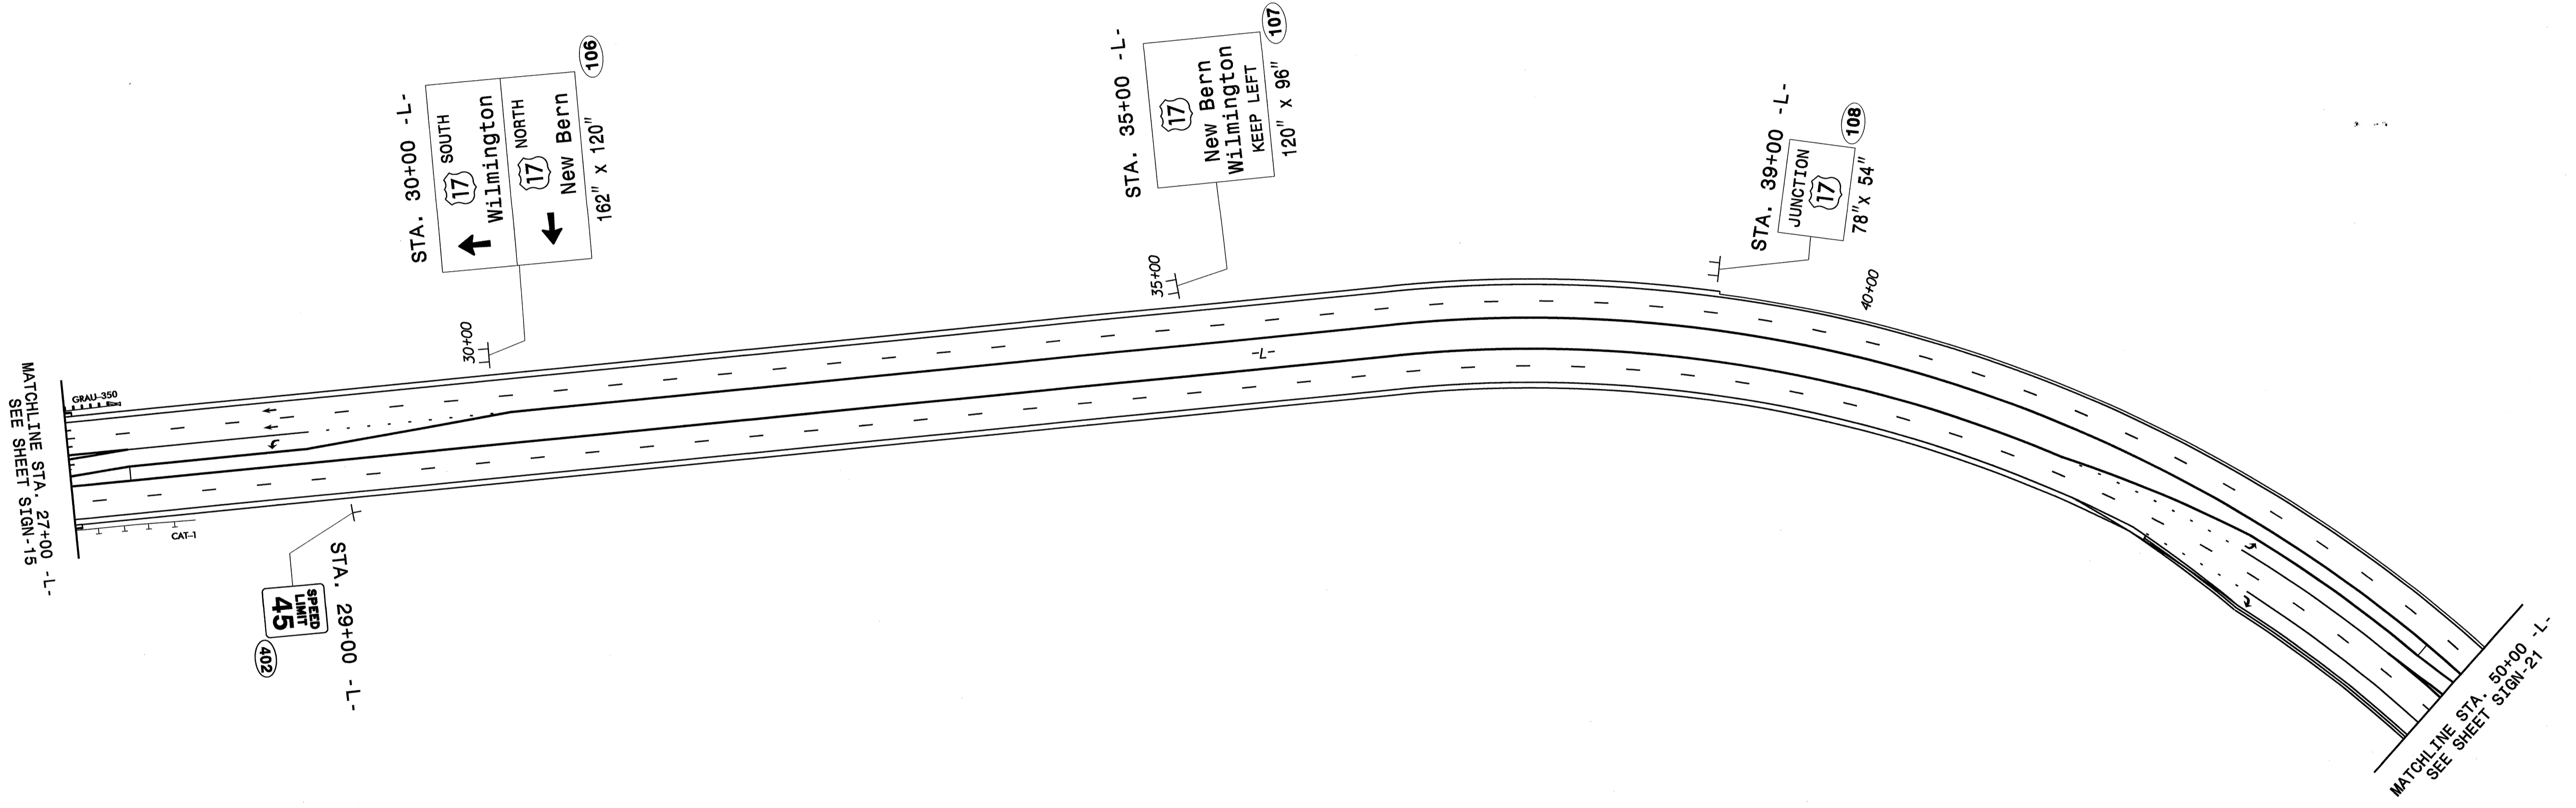 STA. 30+00 -L-
17 SOUTH
Wilmington
17 NORTH
New Bern
162" X 120"
106
30+00
STA. 35+00 -L-
17
New Bern
Wilmington
KEEP LEFT
120" X 96"
107
35+00
STA. 39+00 -L-
JUNCTION
17
78"X 54"
108
40+00
-L-
MATCHLINE STA. 27+00 -L-
SEE SHEET SIGN-15
GRAU-350
CAT-1
STA. 29+00 -L-
SPEED
LIMIT
45
402
MATCHLINE STA. 50+00 -L-
SEE SHEET SIGN-21